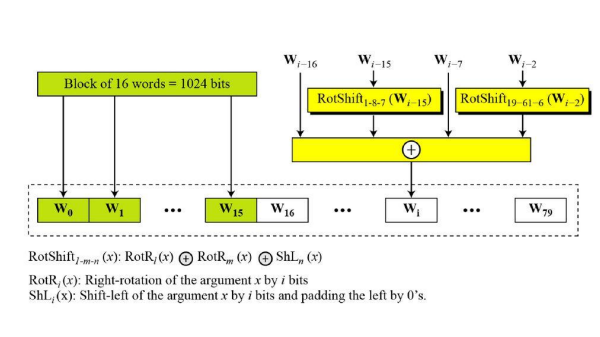 W_{i−16} W_{i−15} W_{i−7} W_{i−2}
Block of 16 words = 1024 bits
RotShift_{1-8-7} (W_{i−15}) RotShift_{19−61−6} (W_{i−2})
⊕
W_0 W_1 ••• W_15 W_16 ••• W_i ••• W_79
RotShift_{l-m-n} (x): RotR_l(x) ⊕ RotR_m (x) ⊕ ShL_n (x)
RotR_i(x): Right-rotation of the argument x by i bits
ShL_i(x): Shift-left of the argument x by i bits and padding the left by 0’s.